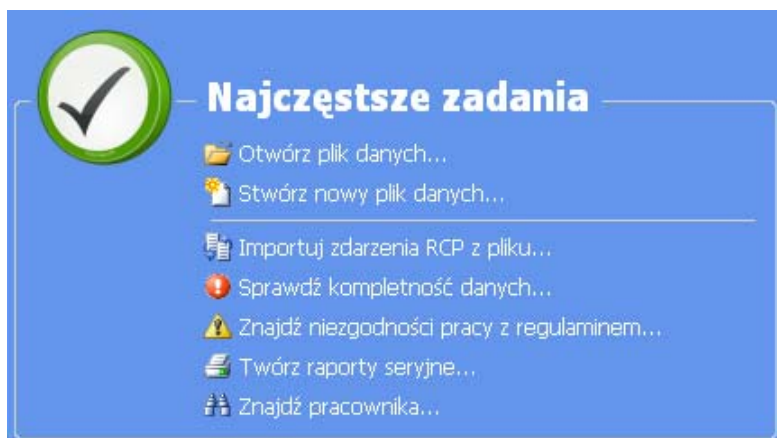 Najczęstsze zadania
Otwórz plik danych...
Stwórz nowy plik danych...
Importuj zdarzenia RCP z pliku...
Sprawdź kompletność danych...
Znajdź niezgodności pracy z regulaminem...
Twórz raporty seryjne...
Znajdź pracownika...